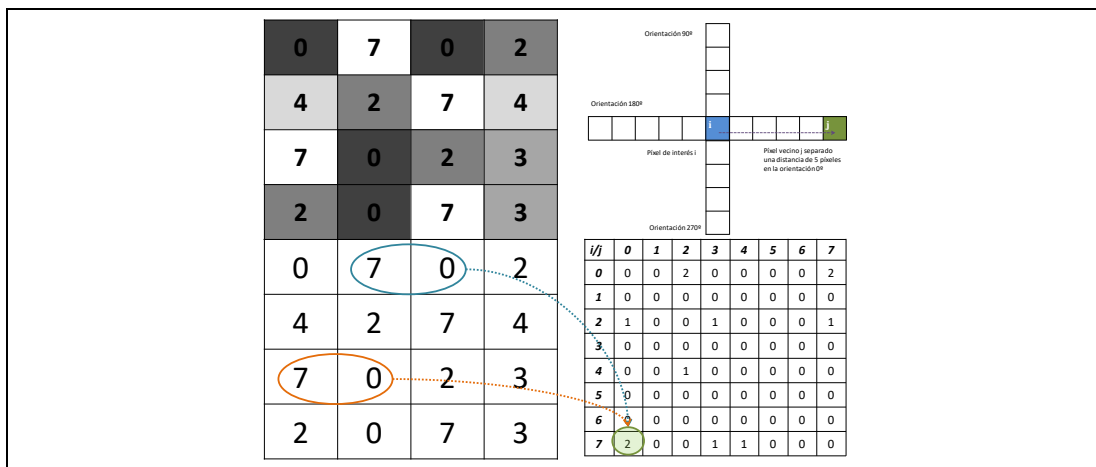 0 7 0 2
4 2 7 4
7 0 2 3
2 0 7 3
0 7 0 2
4 2 7 4
7 0 2 3
2 0 7 3
Orientación 90º
Orientación 180º
i
j
Píxel de interés i
Píxel vecino j separado
una distancia de 5 píxeles
en la orientación 0º
Orientación 270º
i/j 0 1 2 3 4 5 6 7
0 0 0 2 0 0 0 0 2
1 0 0 0 0 0 0 0 0
2 1 0 0 1 0 0 0 1
3 0 0 0 0 0 0 0 0
4 0 0 1 0 0 0 0 0
5 0 0 0 0 0 0 0 0
6 0 0 0 0 0 0 0 0
7 2 0 0 1 1 0 0 0